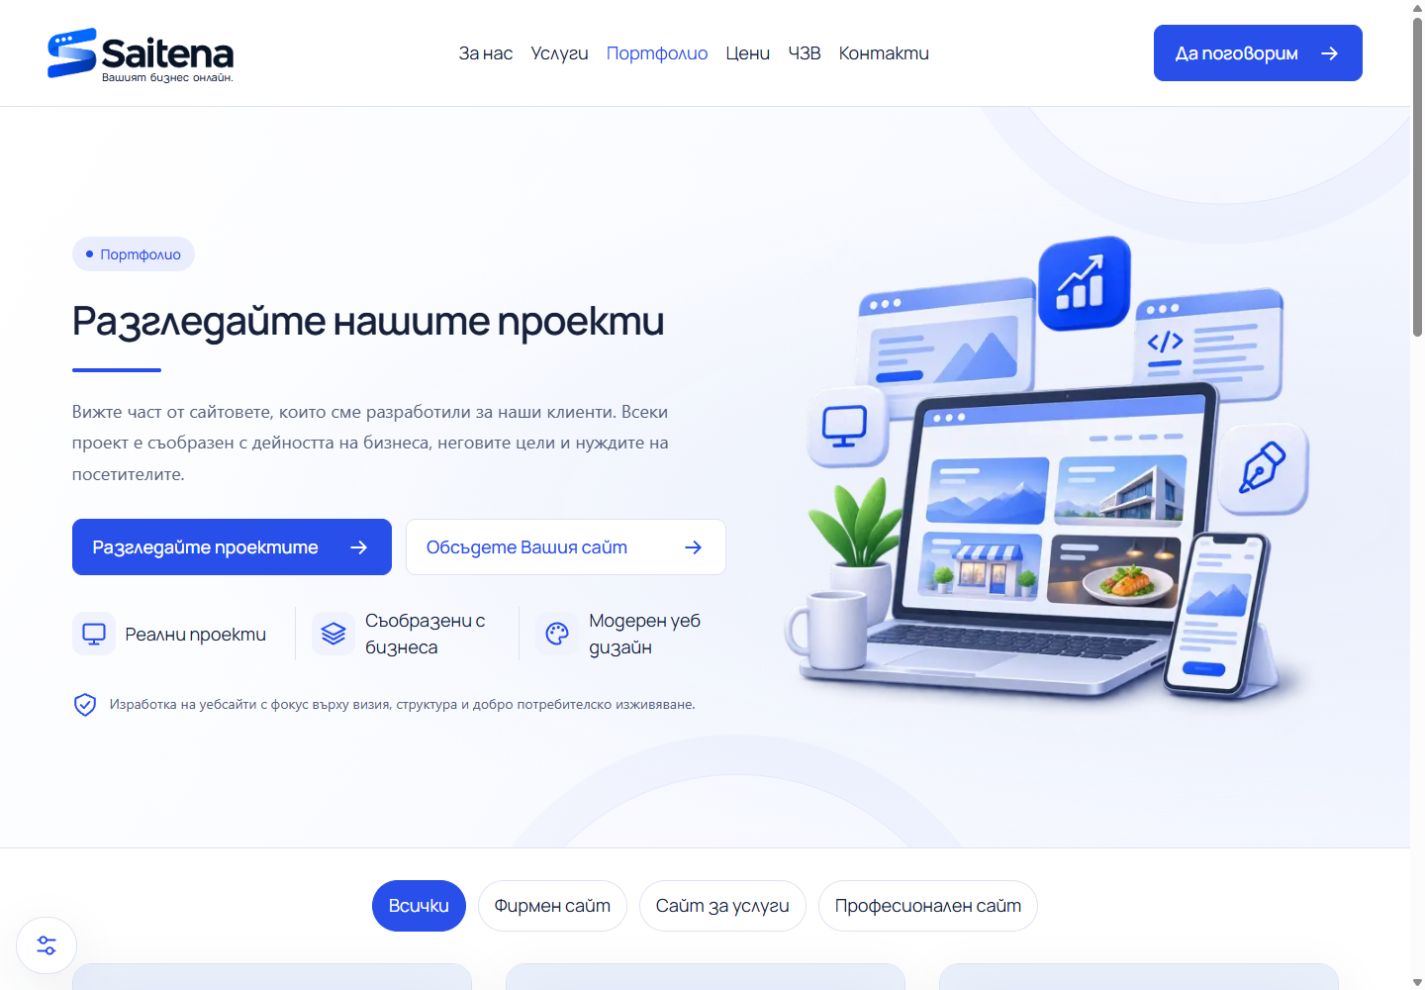 Saitena
Вашият бизнес онлайн.
За нас
Услуги
Портфолио
Цени
ЧЗВ
Контакти
Да поговорим
Портфолио
Разгледайте нашите проекти
Вижте част от сайтовете, които сме разработили за наши клиенти. Всеки
проект е съобразен с дейността на бизнеса, неговите цели и нуждите на
посетителите.
Разгледайте проектите
Обсъдете Вашия сайт
Реални проекти
Съобразени с
бизнеса
Модерен уеб
дизайн
Изработка на уебсайти с фокус върху визия, структура и добро потребителско изживяване.
Всички
Фирмен сайт
Сайт за услуги
Професионален сайт